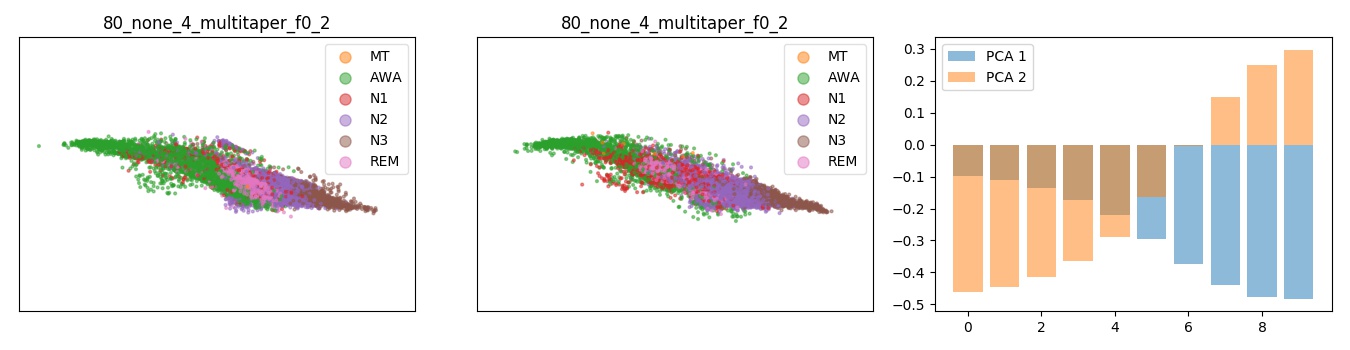 80_none_4_multitaper_f0_2
MT
AWA
N1
N2
N3
REM
80_none_4_multitaper_f0_2
MT
AWA
N1
N2
N3
REM
PCA 1
PCA 2
0.3
0.2
0.1
0.0
−0.1
−0.2
−0.3
−0.4
−0.5
0 2 4 6 8